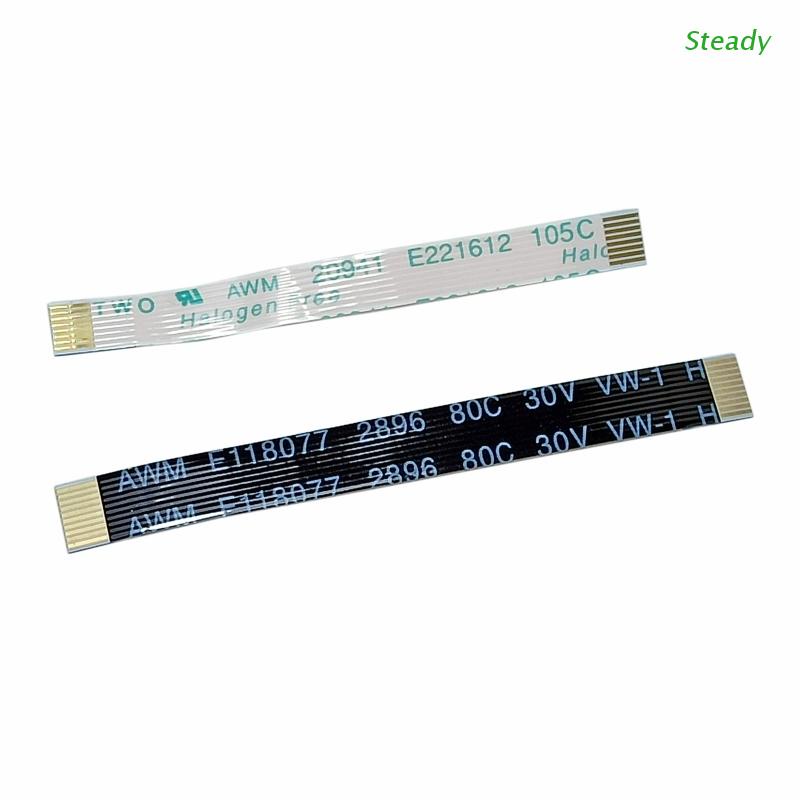 Steady
TWO AWM 20941 E221612 105C
Halogen Free Halo
AWM E118077 2896 80C 30V VW-1 H
AWM E118077 2896 80C 30V VW-1 H